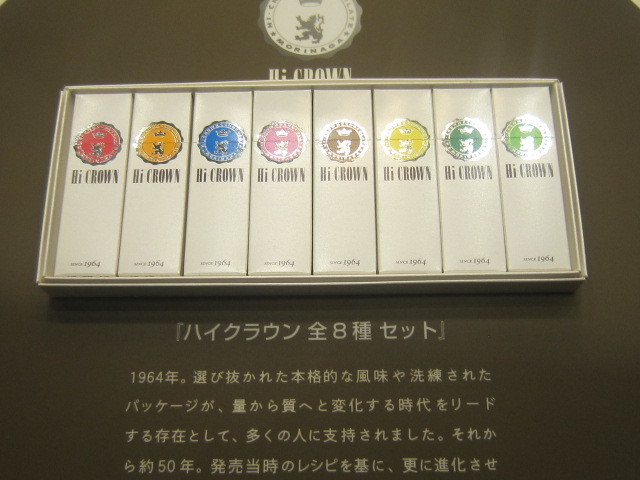 MORINAGA
Hi CROWN
Hi CROWN Hi CROWN Hi CROWN Hi CROWN Hi CROWN Hi CROWN Hi CROWN Hi CROWN
SINCE 1964 SINCE 1964 SINCE 1964 SINCE 1964 SINCE 1964 SINCE 1964 SINCE 1964 SINCE 1964
『ハイクラウン 全8種 セット』
1964年。選び抜かれた本格的な風味や洗練された
パッケージが、量から質へと変化する時代をリード
する存在として、多くの人に支持されました。それか
ら約50年。発売当時のレシピを基に、更に進化させ